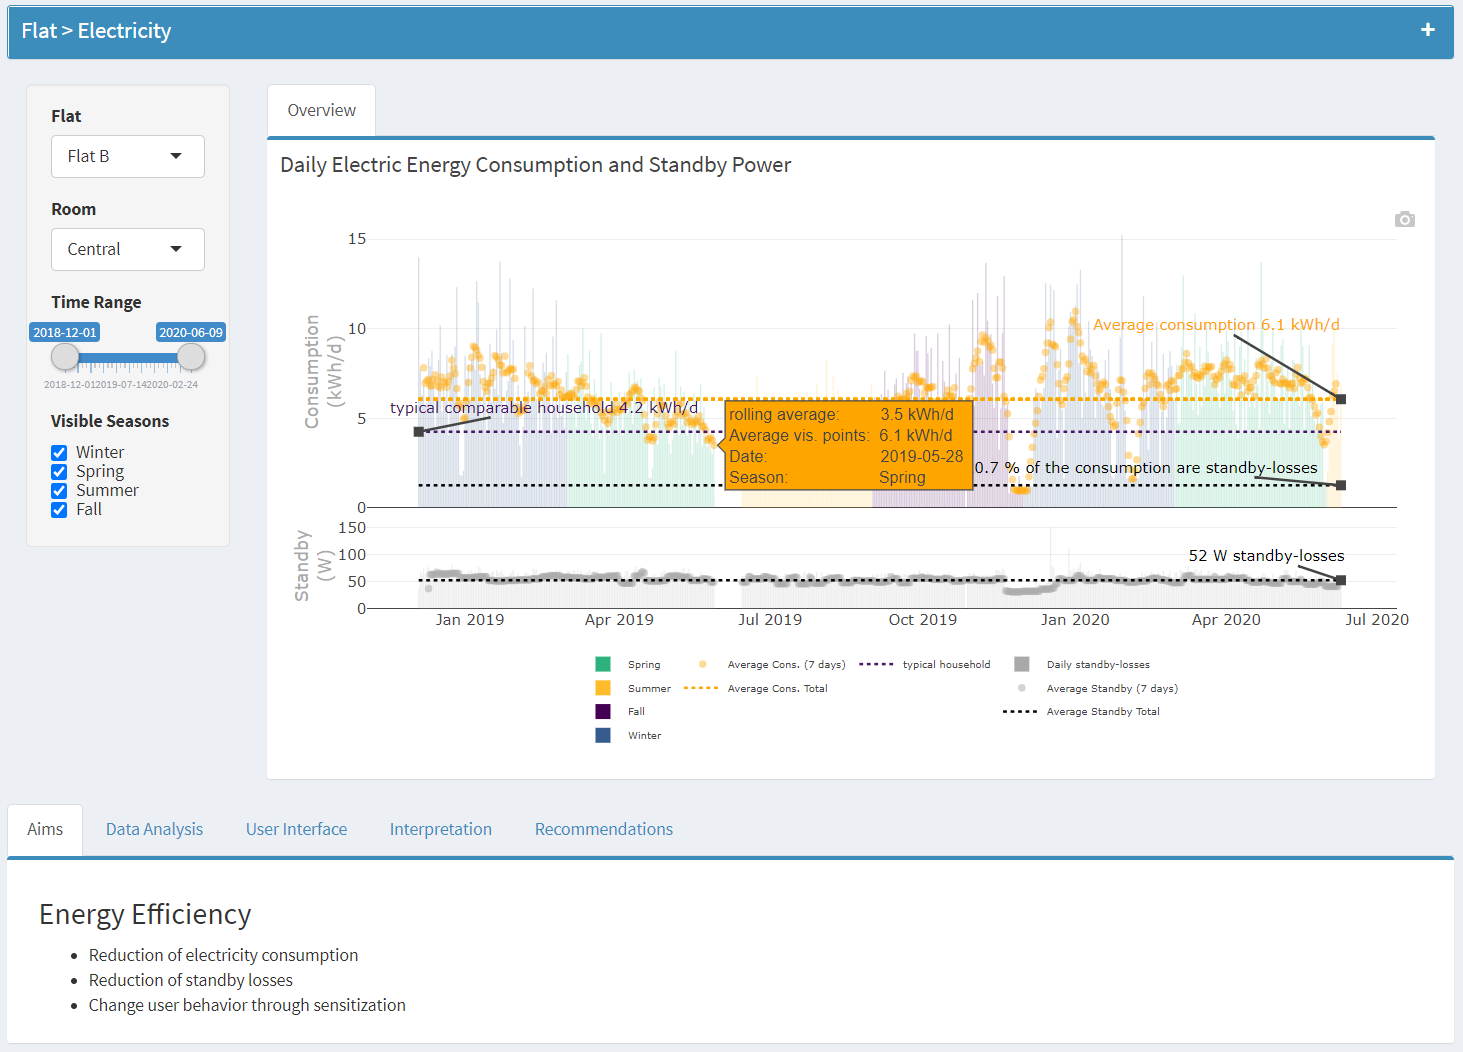 Flat > Electricity
+
Flat
Flat B
Room
Central
Time Range
2018-12-01 2020-06-09
2018-12-012019-07-142020-02-24
Visible Seasons
Winter
Spring
Summer
Fall
Overview
Daily Electric Energy Consumption and Standby Power
Consumption
(kWh/d)
15
10
5
0
Average consumption 6.1 kWh/d
typical comparable household 4.2 kWh/d
rolling average: 3.5 kWh/d
Average vis. points: 6.1 kWh/d
Date: 2019-05-28
Season: Spring
0.7 % of the consumption are standby-losses
Standby
(W)
150
100
50
0
52 W standby-losses
Jan 2019 Apr 2019 Jul 2019 Oct 2019 Jan 2020 Apr 2020 Jul 2020
Spring Average Cons. (7 days) typical household Daily standby-losses
Summer Average Cons. Total Average Standby (7 days)
Fall Average Standby Total
Winter
Aims Data Analysis User Interface Interpretation Recommendations
Energy Efficiency
• Reduction of electricity consumption
• Reduction of standby losses
• Change user behavior through sensitization